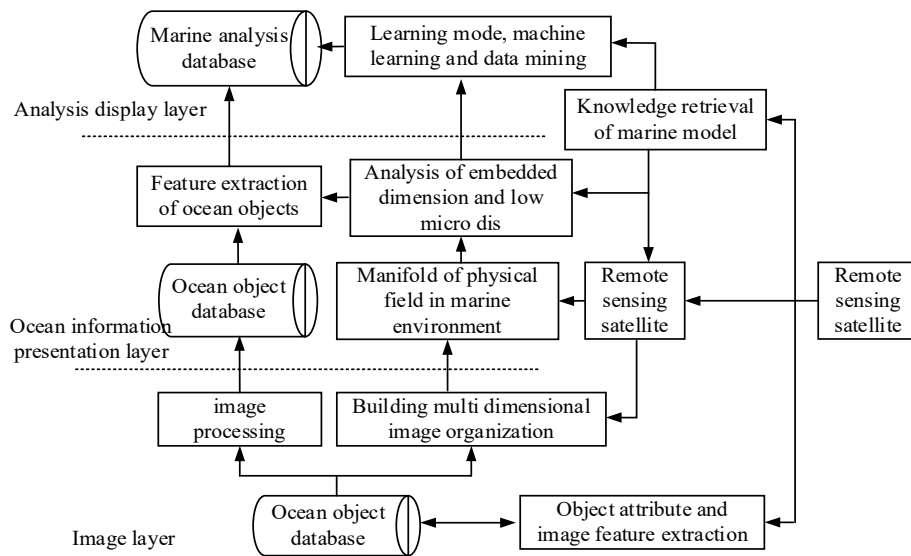 Marine analysis
database
Learning mode, machine
learning and data mining
Analysis display layer
Knowledge retrieval
of marine model
Feature extraction
of ocean objects
Analysis of embedded
dimension and low
micro dis
Ocean object
database
Manifold of physical
field in marine
environment
Remote
sensing
satellite
Remote
sensing
satellite
Ocean information
presentation layer
image
processing
Building multi dimensional
image organization
Ocean object
database
Object attribute and
image feature extraction
Image layer